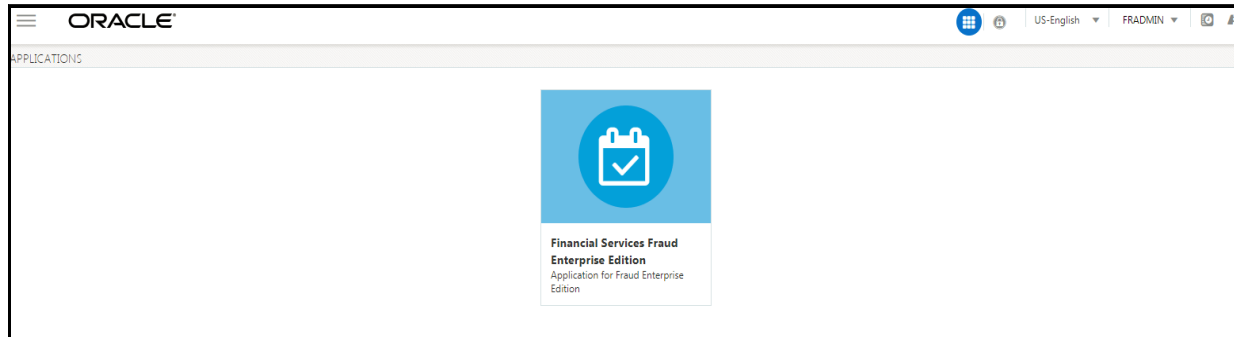 ORACLE
US-English
FRADMIN
APPLICATIONS
Financial Services Fraud
Enterprise Edition
Application for Fraud Enterprise
Edition